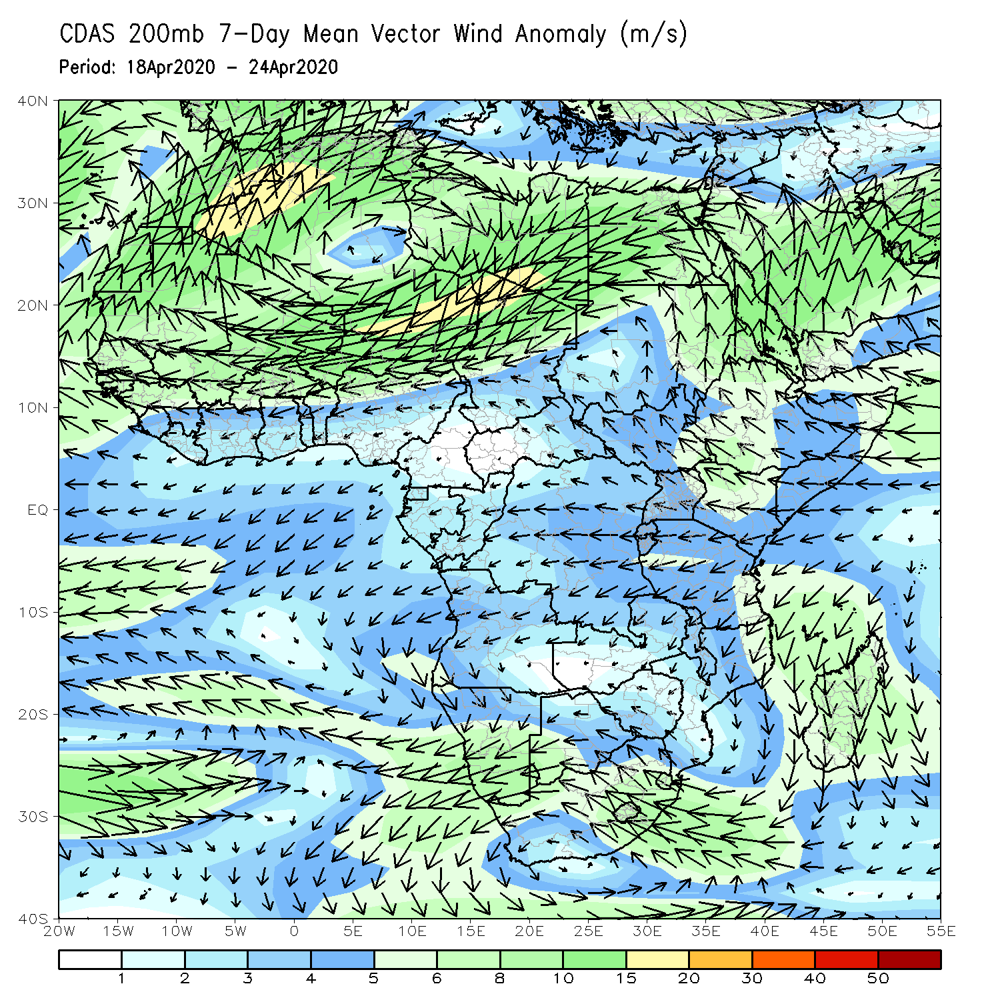 CDAS 200mb 7-Day Mean Vector Wind Anomaly (m/s)
Period: 18Apr2020 - 24Apr2020
40N
30N
20N
10N
EQ
10S
20S
30S
40S
20W 15W 10W 5W 0 5E 10E 15E 20E 25E 30E 35E 40E 45E 50E 55E
1 2 3 4 5 6 8 10 15 20 30 40 50